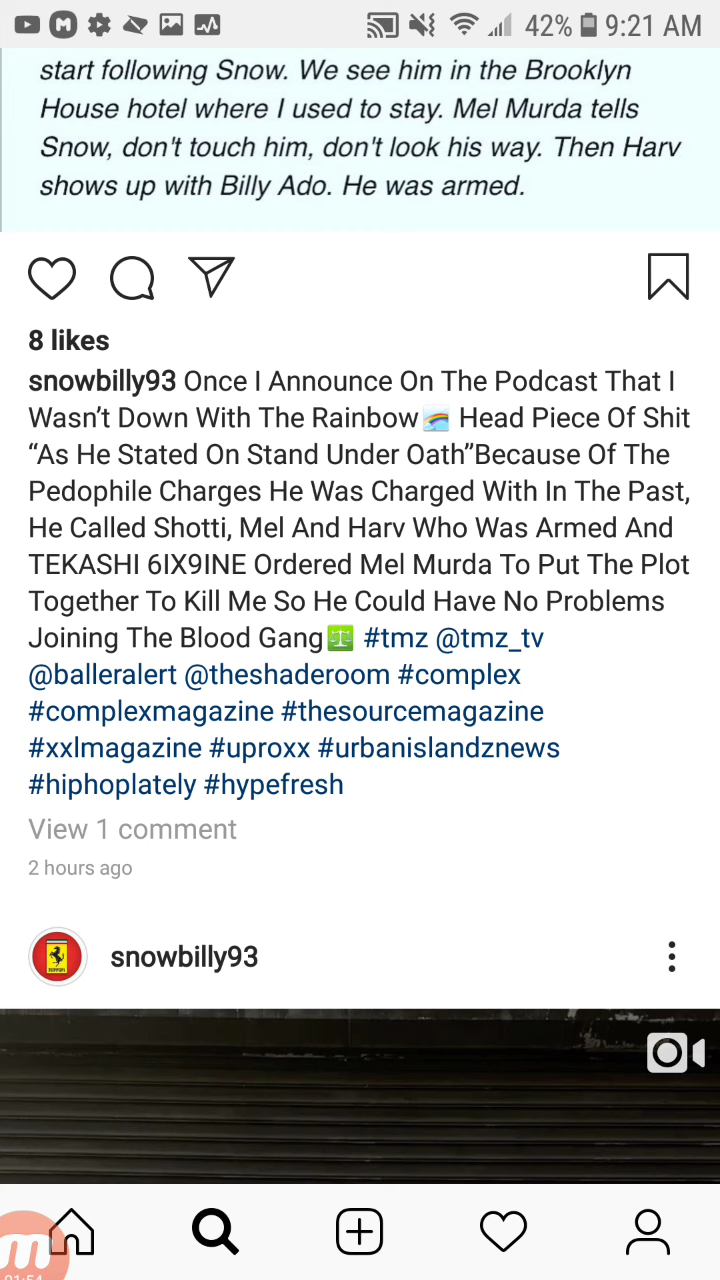 42% 9:21 AM
start following Snow. We see him in the Brooklyn
House hotel where I used to stay. Mel Murda tells
Snow, don't touch him, don't look his way. Then Harv
shows up with Billy Ado. He was armed.
8 likes
snowbilly93 Once I Announce On The Podcast That I
Wasn’t Down With The Rainbow🌈 Head Piece Of Shit
“As He Stated On Stand Under Oath”Because Of The
Pedophile Charges He Was Charged With In The Past,
He Called Shotti, Mel And Harv Who Was Armed And
TEKASHI 6IX9INE Ordered Mel Murda To Put The Plot
Together To Kill Me So He Could Have No Problems
Joining The Blood Gang⚖️ #tmz @tmz_tv
@balleralert @theshaderoom #complex
#complexmagazine #thesourcemagazine
#xxlmagazine #uproxx #urbanislandznews
#hiphoplately #hypefresh
View 1 comment
2 hours ago
snowbilly93
01:54